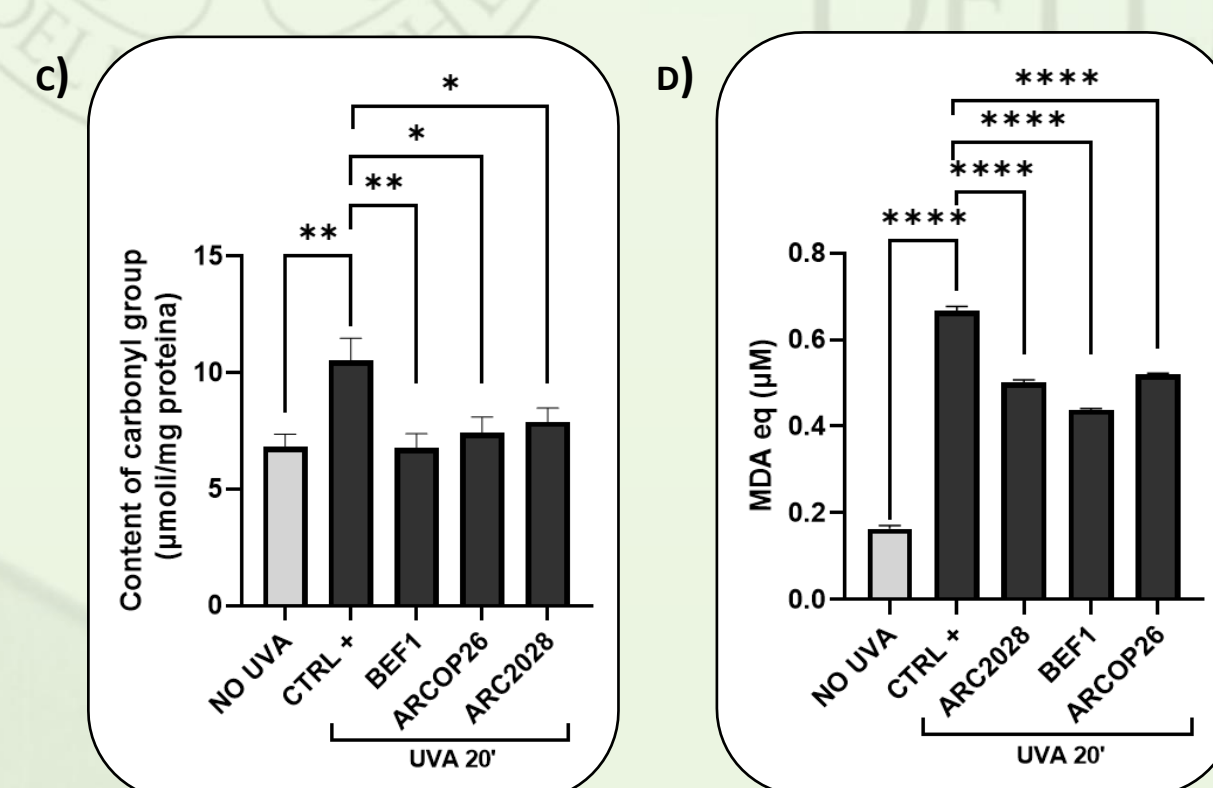 C)
*
*
**
**
Content of carbonyl group
(µmoli/mg proteina)
15
10
5
0
NO UVA
CTRL +
BEF1
ARCOP26
ARC2028
UVA 20'
D)
****
****
****
****
MDA eq (µM)
0.8
0.6
0.4
0.2
0.0
NO UVA
CTRL +
ARC2028
BEF1
ARCOP26
UVA 20'